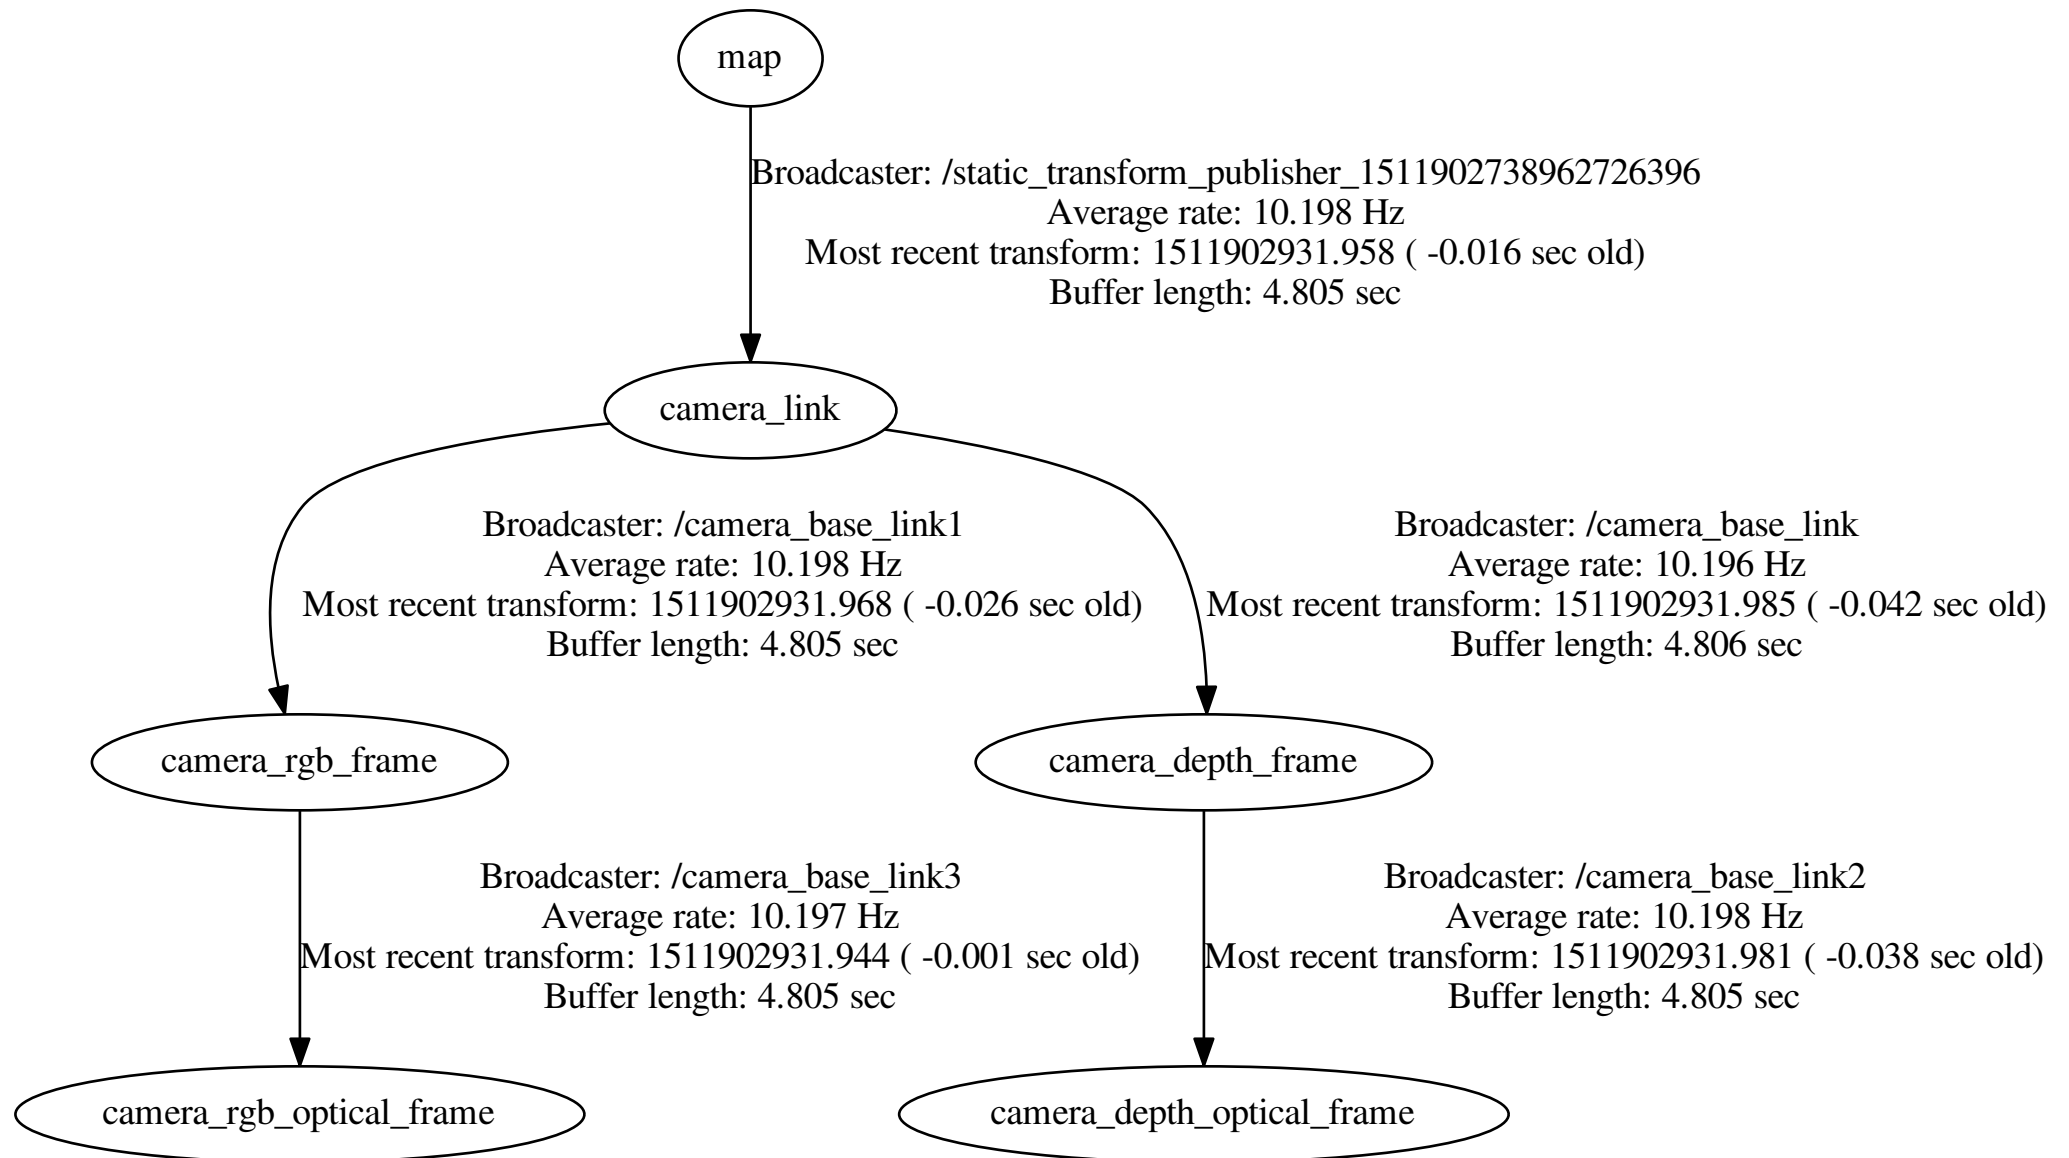 map
Broadcaster: /static_transform_publisher_1511902738962726396
Average rate: 10.198 Hz
Most recent transform: 1511902931.958 ( -0.016 sec old)
Buffer length: 4.805 sec
camera_link
Broadcaster: /camera_base_link1
Average rate: 10.198 Hz
Most recent transform: 1511902931.968 ( -0.026 sec old)
Buffer length: 4.805 sec
Broadcaster: /camera_base_link
Average rate: 10.196 Hz
Most recent transform: 1511902931.985 ( -0.042 sec old)
Buffer length: 4.806 sec
camera_rgb_frame
camera_depth_frame
Broadcaster: /camera_base_link3
Average rate: 10.197 Hz
Most recent transform: 1511902931.944 ( -0.001 sec old)
Buffer length: 4.805 sec
Broadcaster: /camera_base_link2
Average rate: 10.198 Hz
Most recent transform: 1511902931.981 ( -0.038 sec old)
Buffer length: 4.805 sec
camera_rgb_optical_frame
camera_depth_optical_frame